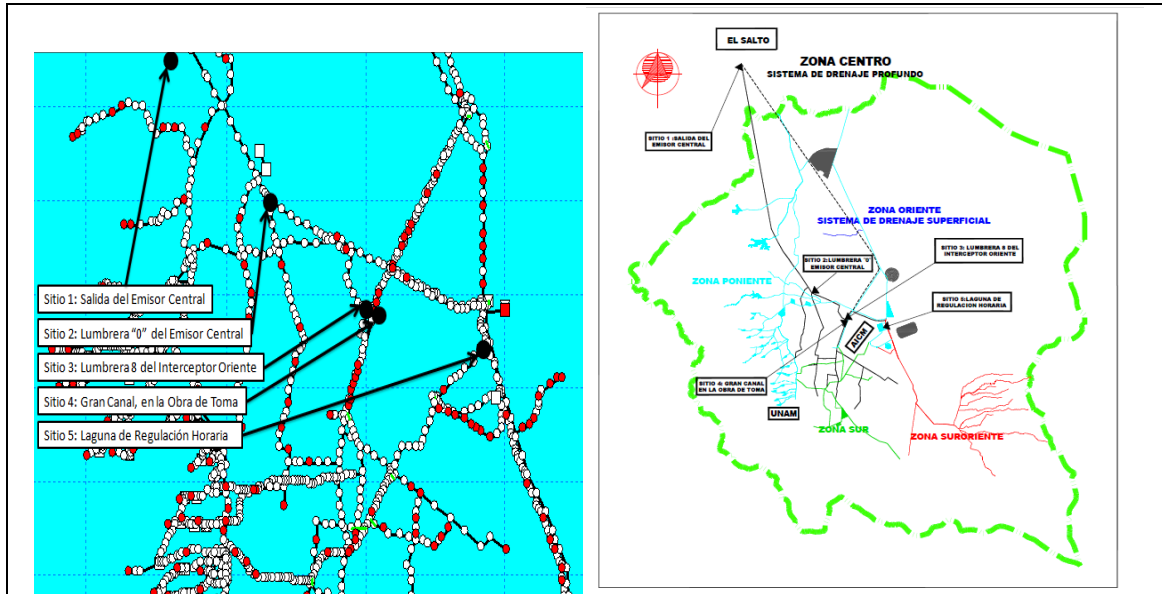 Sitio 1: Salida del Emisor Central
Sitio 2: Lumbrera "0" del Emisor Central
Sitio 3: Lumbrera 8 del Interceptor Oriente
Sitio 4: Gran Canal, en la Obra de Toma
Sitio 5: Laguna de Regulación Horaria
EL SALTO
ZONA CENTRO
SISTEMA DE DRENAJE PROFUNDO
SITIO 1 :SALIDA DEL
EMISOR CENTRAL
ZONA ORIENTE
SISTEMA DE DRENAJE SUPERFICIAL
SITIO 3: LUMBRERA 8 DEL
INTERCEPTOR ORIENTE
SITIO 2:LUMBRERA "0"
EMISOR CENTRAL
ZONA PONIENTE
SITIO 5:LAGUNA DE
REGULACION HORARIA
AICM
SITIO 4: GRAN CANAL
EN LA OBRA DE TOMA
UNAM
ZONA SUR
ZONA SURORIENTE